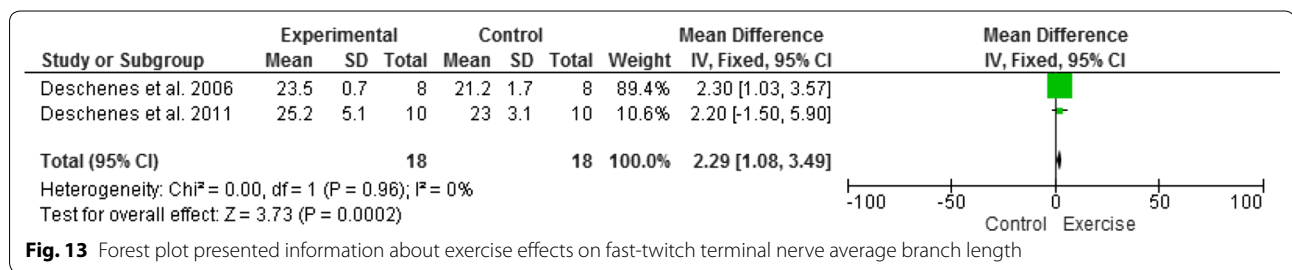 Experimental Control Mean Difference Mean Difference
Study or Subgroup Mean SD Total Mean SD Total Weight IV, Fixed, 95% CI IV, Fixed, 95% CI
Deschenes et al. 2006 23.5 0.7 8 21.2 1.7 8 89.4% 2.30 [1.03, 3.57]
Deschenes et al. 2011 25.2 5.1 10 23 3.1 10 10.6% 2.20 [-1.50, 5.90]
Total (95% CI) 18 18 100.0% 2.29 [1.08, 3.49]
Heterogeneity: Chi² = 0.00, df = 1 (P = 0.96); I² = 0%
Test for overall effect: Z = 3.73 (P = 0.0002)
-100 -50 0 50 100
Control Exercise
Fig. 13 Forest plot presented information about exercise effects on fast-twitch terminal nerve average branch length